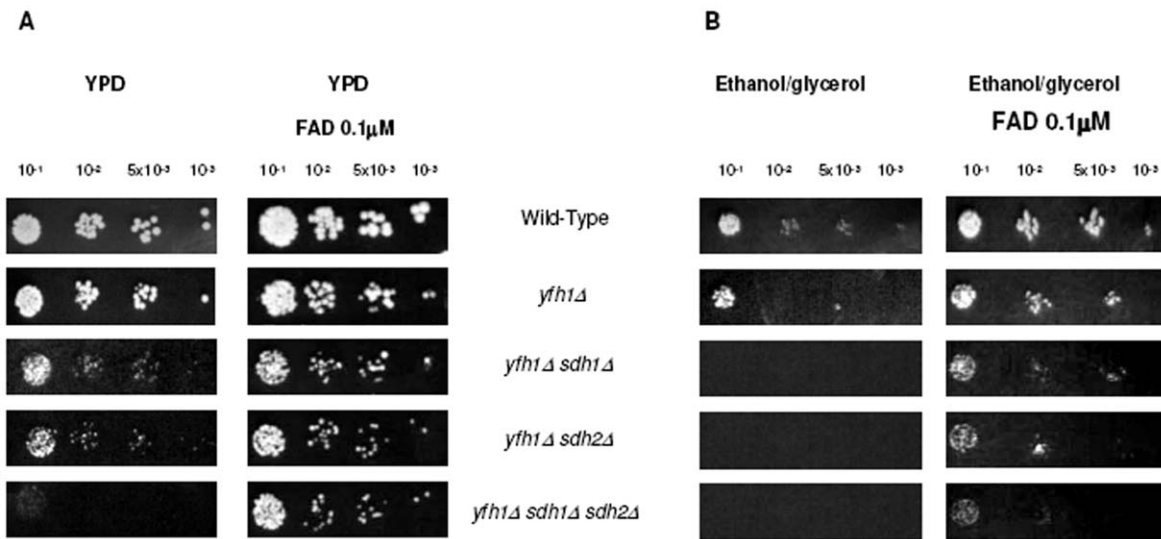 A
B
YPD
YPD
FAD 0.1µM
Ethanol/glycerol
Ethanol/glycerol
FAD 0.1µM
10⁻¹ 10⁻² 5x10⁻³ 10⁻³
10⁻¹ 10⁻² 5x10⁻³ 10⁻³
10⁻¹ 10⁻² 5x10⁻³ 10⁻³
10⁻¹ 10⁻² 5x10⁻³ 10⁻³
Wild-Type
yfh1Δ
yfh1Δ sdh1Δ
yfh1Δ sdh2Δ
yfh1Δ sdh1Δ sdh2Δ